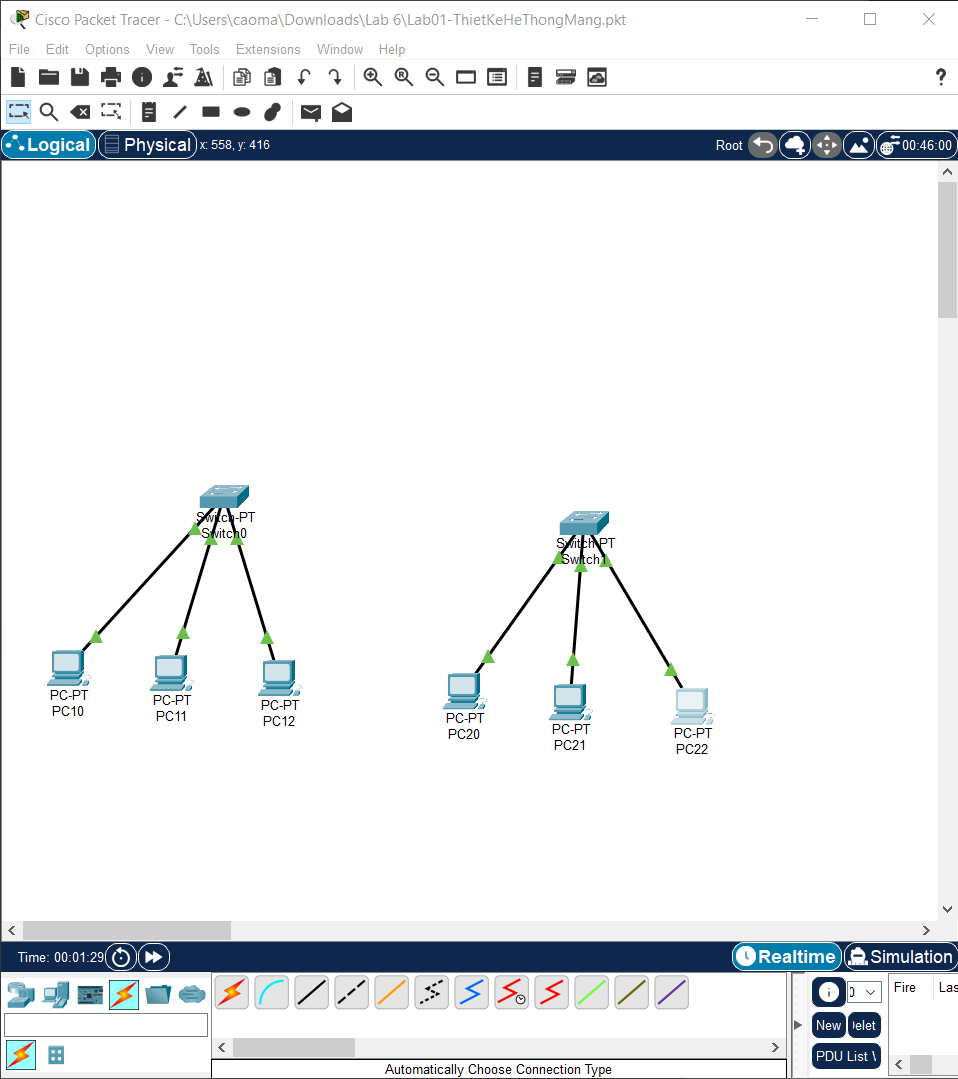 Cisco Packet Tracer - C:\Users\caoma\Downloads\Lab 6\Lab01-ThietKeHeThongMang.pkt
File Edit Options View Tools Extensions Window Help
?
Logical Physical x: 558, y: 416 Root 00:46:00
Switch-PT
Switch0
Switch-PT
Switch1
PC-PT
PC10
PC-PT
PC11
PC-PT
PC12
PC-PT
PC20
PC-PT
PC21
PC-PT
PC22
Time: 00:01:29 Realtime Simulation
Fire Las
New elet
PDU List
Automatically Choose Connection Type